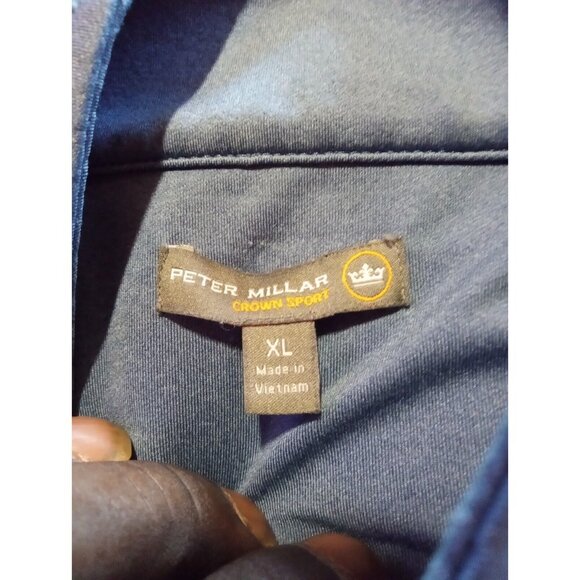 PETER MILLAR
CROWN SPORT
XL
Made in
Vietnam